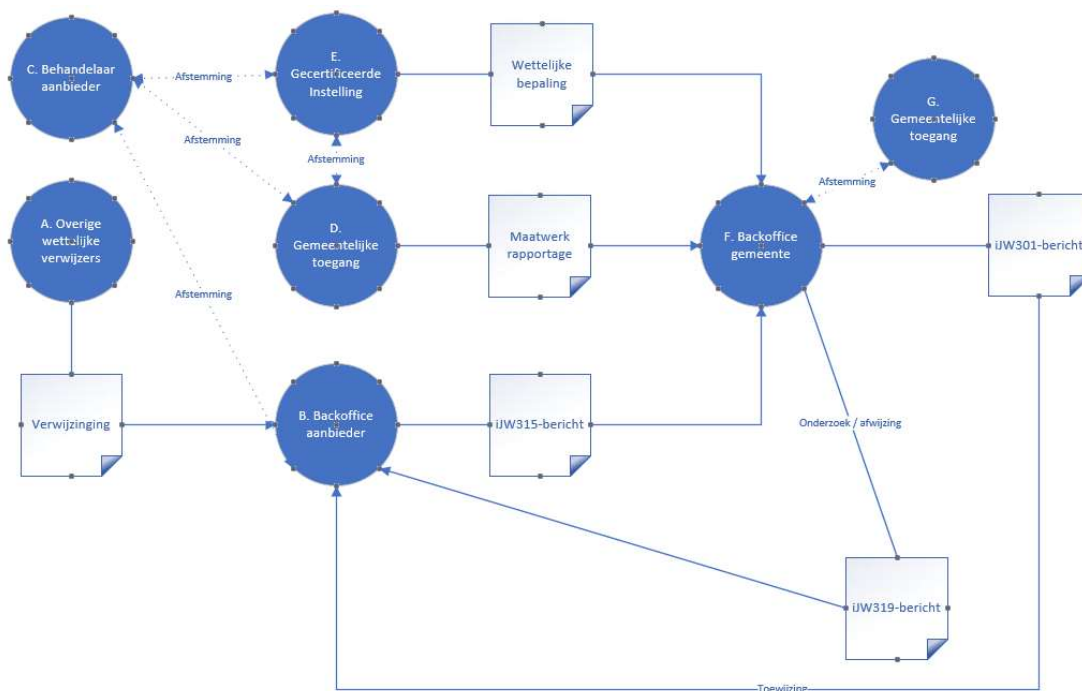 C. Behandelaar
aanbieder
Afstemming
E.
Gecertificeerde
Instelling
Wettelijke
bepaling
G.
Gemeentelijke
toegang
Afstemming
Afstemming
Afstemming
A. Overige
wettelijke
verwijzers
D.
Gemeentelijke
toegang
Maatwerk
rapportage
F. Backoffice
gemeente
iJW301-bericht
Afstemming
Verwijzinging
B. Backoffice
aanbieder
iJW315-bericht
Onderzoek / afwijzing
iJW319-bericht
Toewijzing